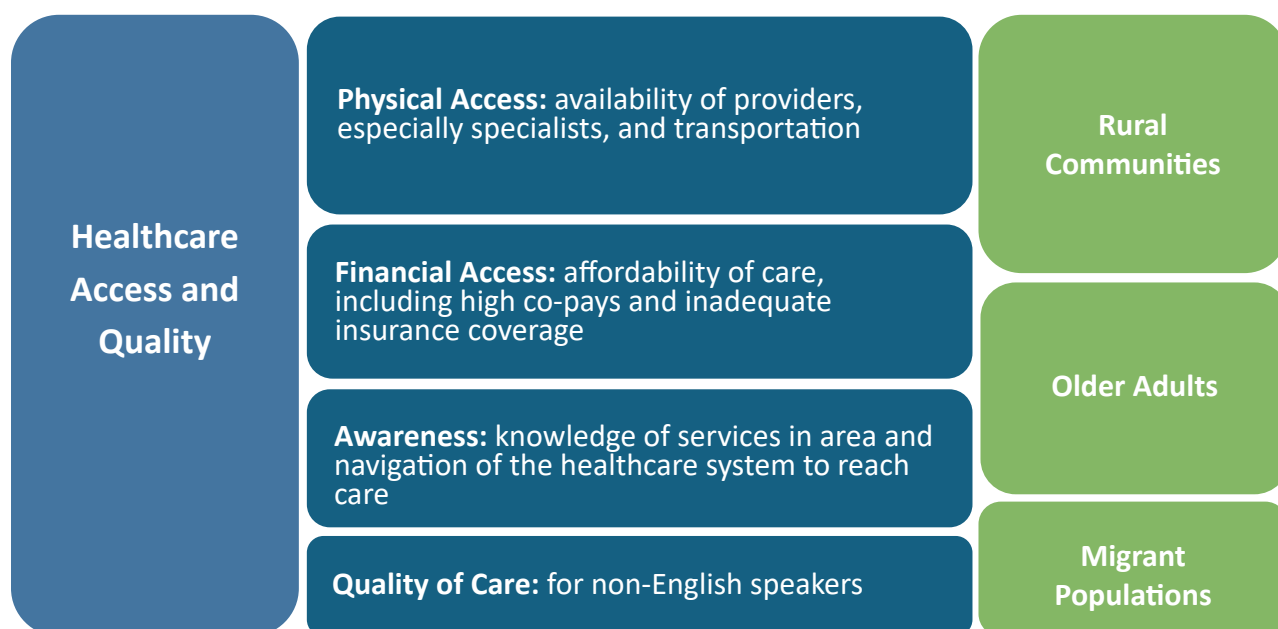 Healthcare
Access and
Quality
Physical Access: availability of providers,
especially specialists, and transportation
Financial Access: affordability of care,
including high co-pays and inadequate
insurance coverage
Awareness: knowledge of services in area and
navigation of the healthcare system to reach
care
Quality of Care: for non-English speakers
Rural
Communities
Older Adults
Migrant
Populations